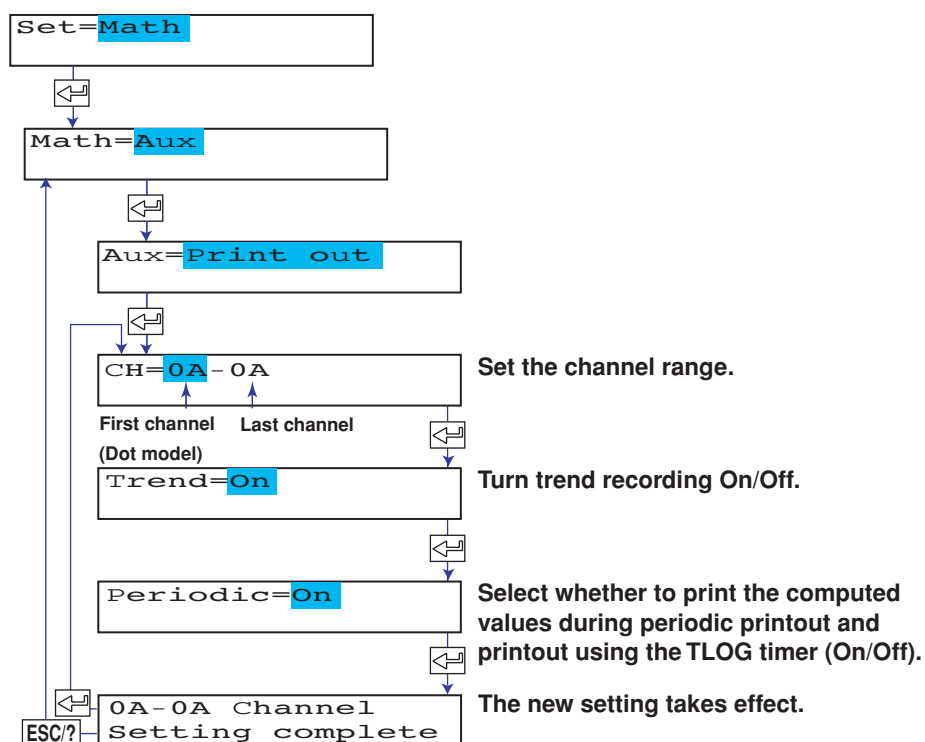 Set=Math
Math=Aux
Aux=Print out
CH=0A-0A
Set the channel range.
First channel
Last channel
(Dot model)
Trend=On
Turn trend recording On/Off.
Periodic=On
Select whether to print the computed
values during periodic printout and
printout using the TLOG timer (On/Off).
0A-0A Channel
Setting complete
The new setting takes effect.
ESC/?